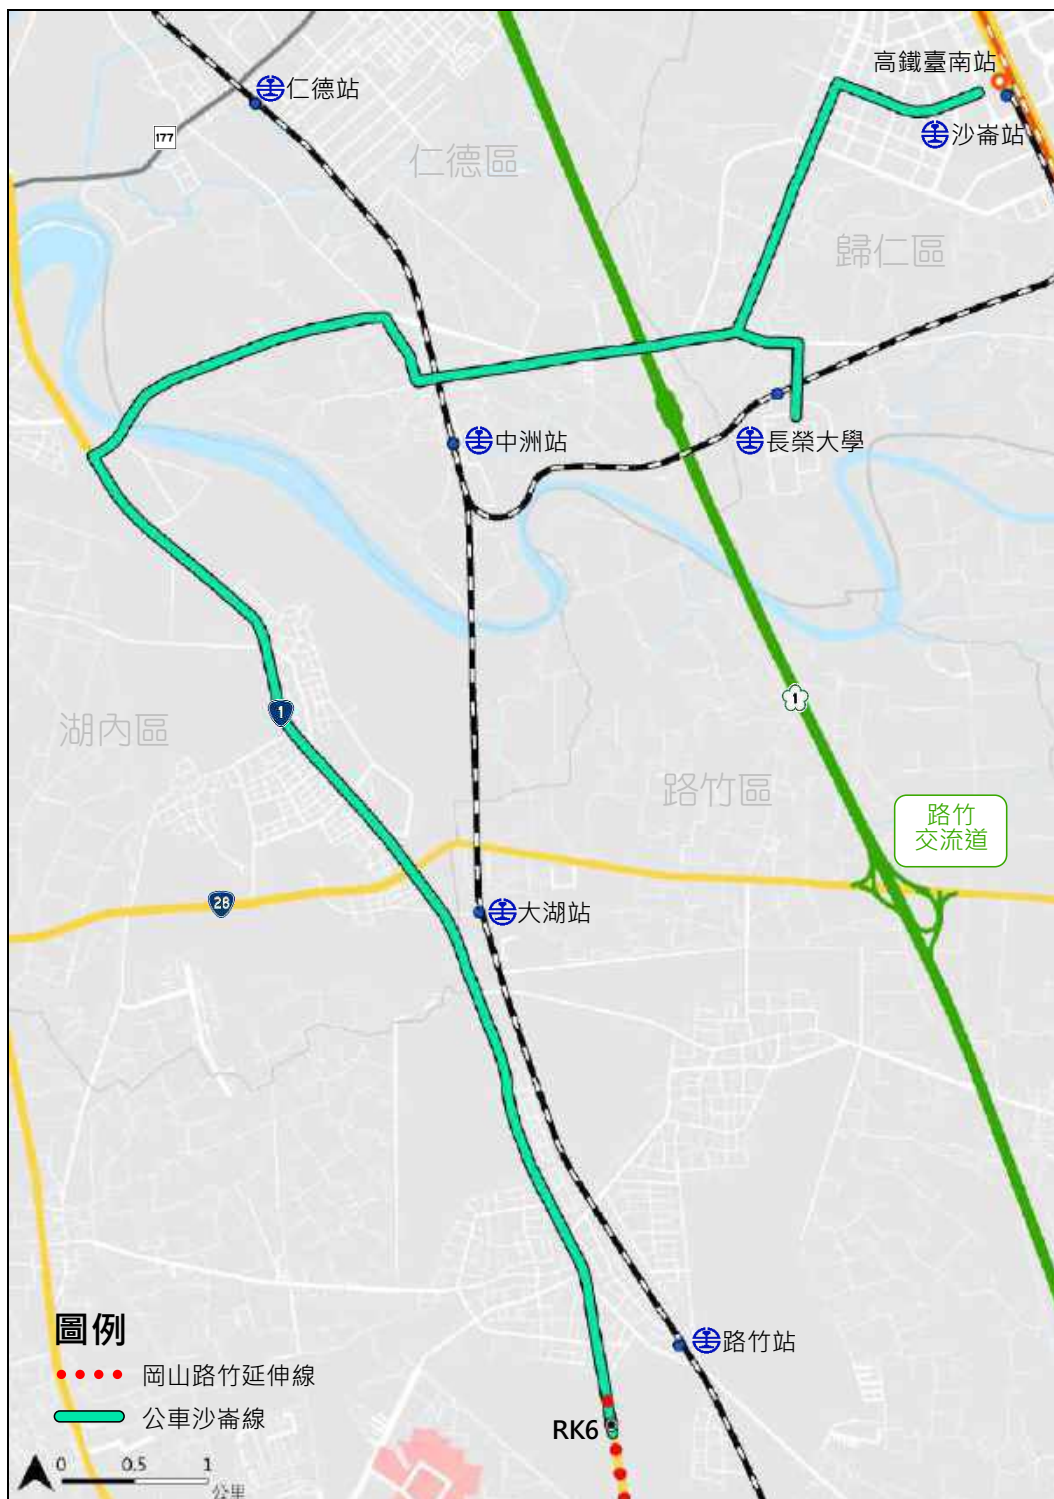 高鐵臺南站
仁德站
沙崙站
177
仁德區
歸仁區
中洲站
長榮大學
1
1
湖內區
路竹區
路竹
交流道
28
大湖站
圖例
路竹站
岡山路竹延伸線
公車沙崙線
RK6
0 0.5 1
公里